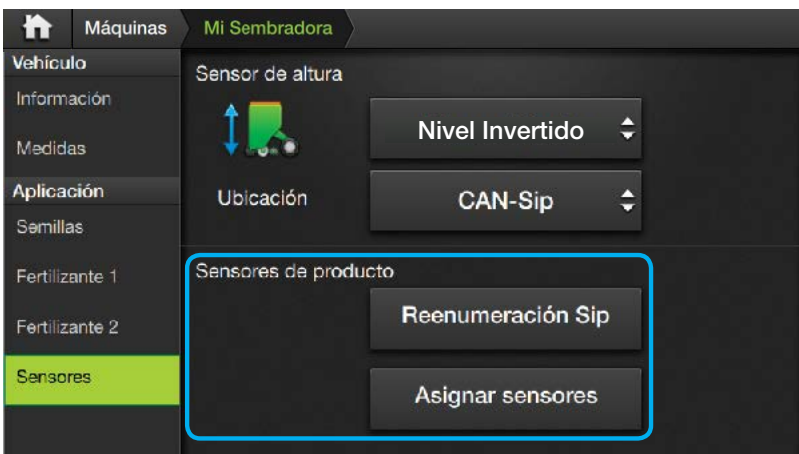 Máquinas
Mi Sembradora
Vehículo
Información
Medidas
Aplicación
Semillas
Fertilizante 1
Fertilizante 2
Sensores
Sensor de altura
Nivel Invertido
Ubicación
CAN-Sip
Sensores de producto
Reenumeración Sip
Asignar sensores